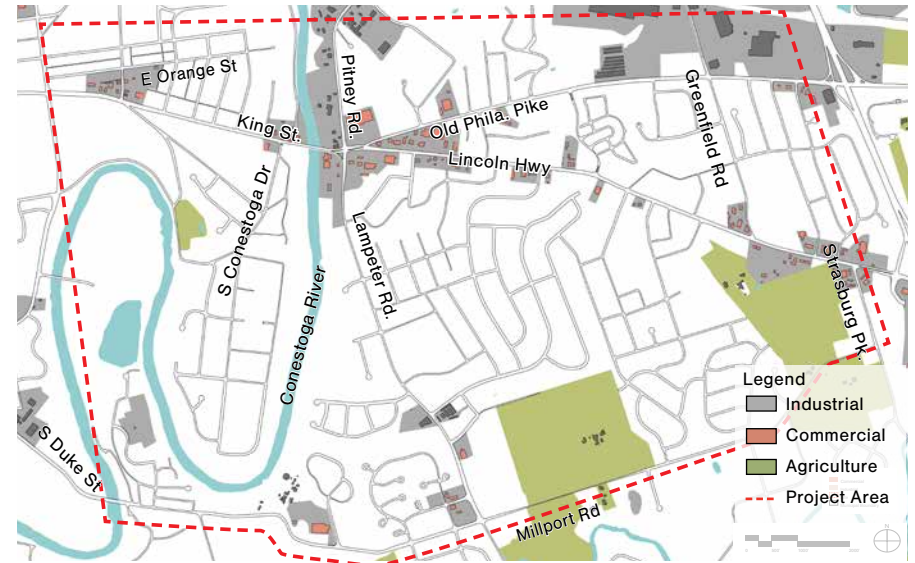 E Orange St
King St.
Pitney Rd.
Old Phila. Pike
Lincoln Hwy
Greenfield Rd
S Conestoga Dr
Conestoga River
Lampeter Rd.
Strasburg PK.
S Duke St
Millport Rd
Legend
Industrial
Commercial
Agriculture
Project Area
N